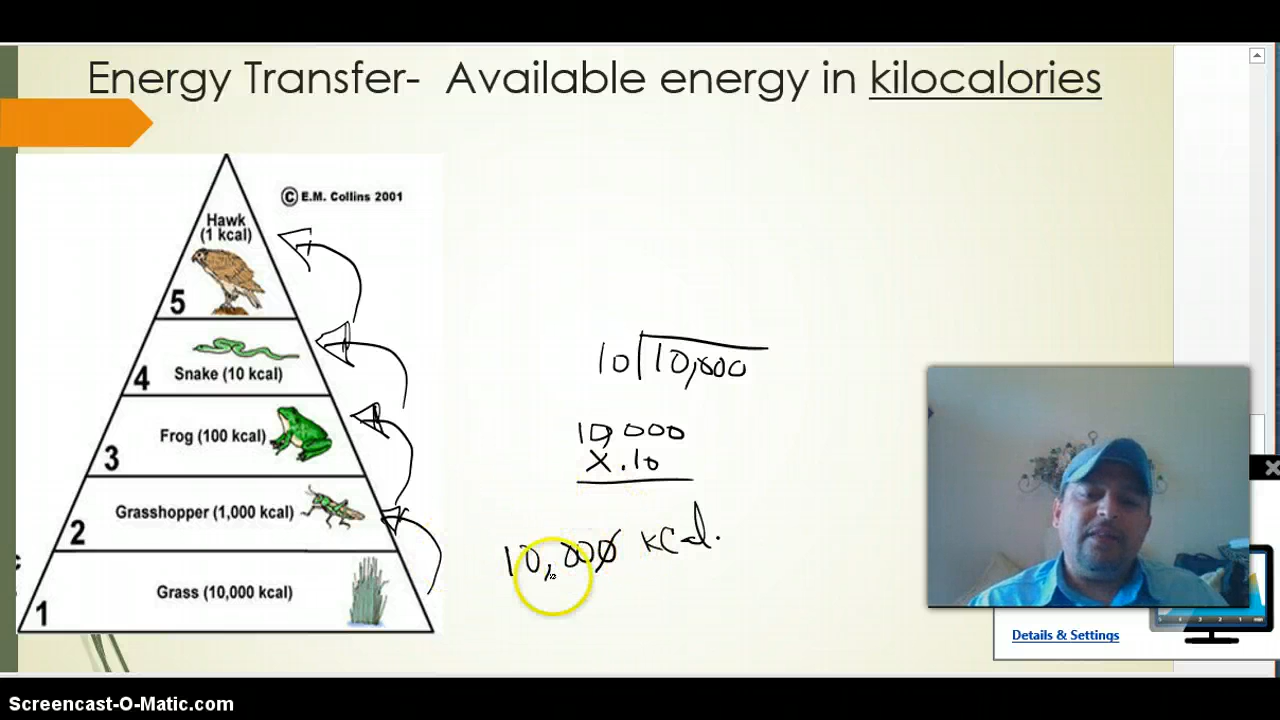 Energy Transfer- Available energy in kilocalories
© E.M. Collins 2001
Hawk
(1 kcal)
5
4
Snake (10 kcal)
3
Frog (100 kcal)
2
Grasshopper (1,000 kcal)
1
Grass (10,000 kcal)
10 10,000
10,000
X .10
10,000 kcal.
Details & Settings
Screencast-O-Matic.com